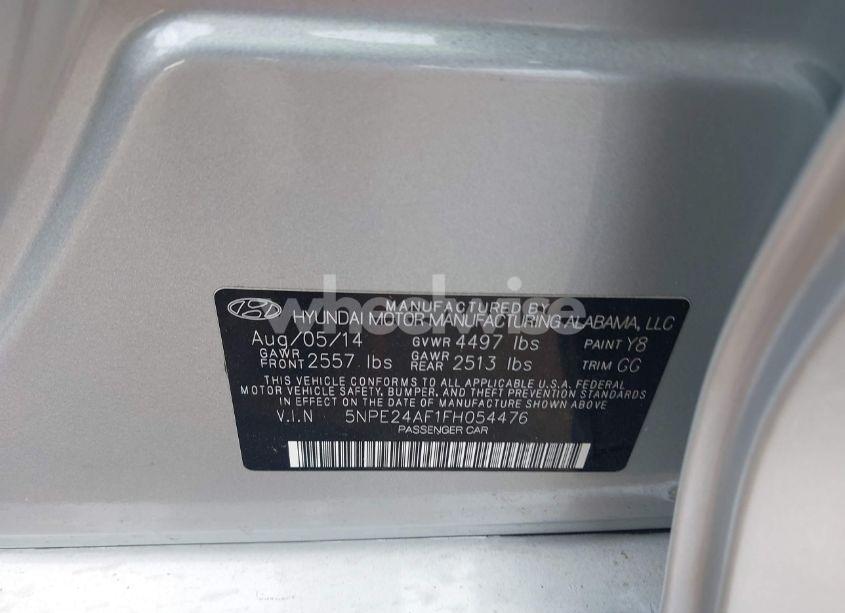 MANUFACTURED BY
HYUNDAI MOTOR MANUFACTURING ALABAMA, LLC
Aug/05/14 GVWR 4497 lbs PAINT Y8
GAWR FRONT 2557 lbs GAWR REAR 2513 lbs TRIM GG
THIS VEHICLE CONFORMS TO ALL APPLICABLE U.S.A. FEDERAL
MOTOR VEHICLE SAFETY, BUMPER, AND THEFT PREVENTION STANDARDS
IN EFFECT ON THE DATE OF MANUFACTURE SHOWN ABOVE
V.I.N 5NPE24AF1FH054476
PASSENGER CAR
wheelwise